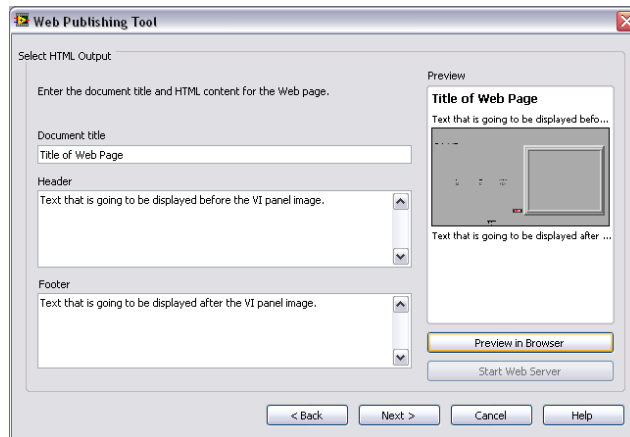 Web Publishing Tool
Select HTML Output
Enter the document title and HTML content for the Web page.
Document title
Title of Web Page
Header
Text that is going to be displayed before the VI panel image.
Footer
Text that is going to be displayed after the VI panel image.
Preview
Title of Web Page
Text that is going to be displayed befo...
Text that is going to be displayed after ...
Preview in Browser
Start Web Server
< Back
Next >
Cancel
Help